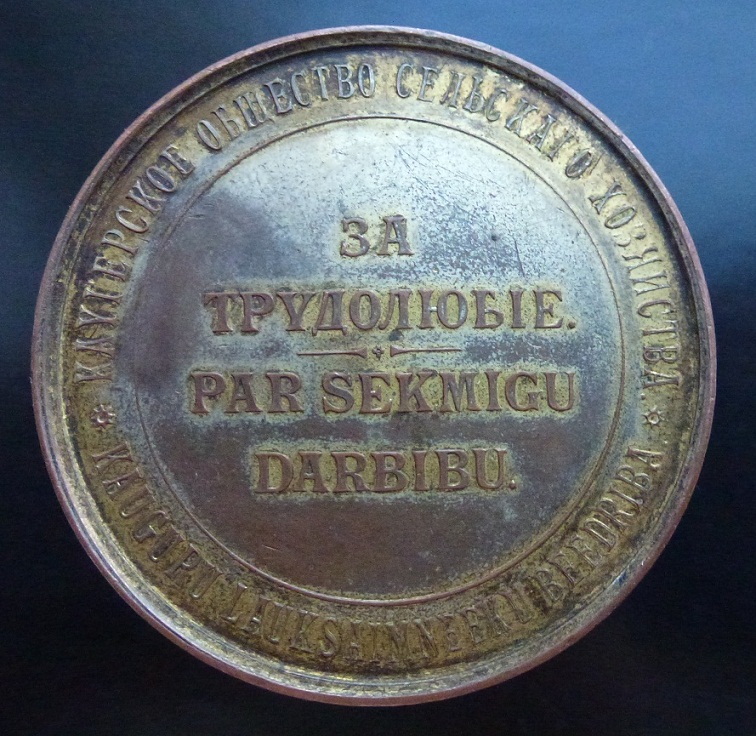 КАУГЕРСКОЕ ОБЩЕСТВО СЕЛЬСКАГО ХОЗЯЙСТВА
ЗА
ТРУДОЛЮБІЕ.
PAR SEKMIGU
DARBIBU.
KAUGURU LAUKSAIMNEEKU BEEDRIBA